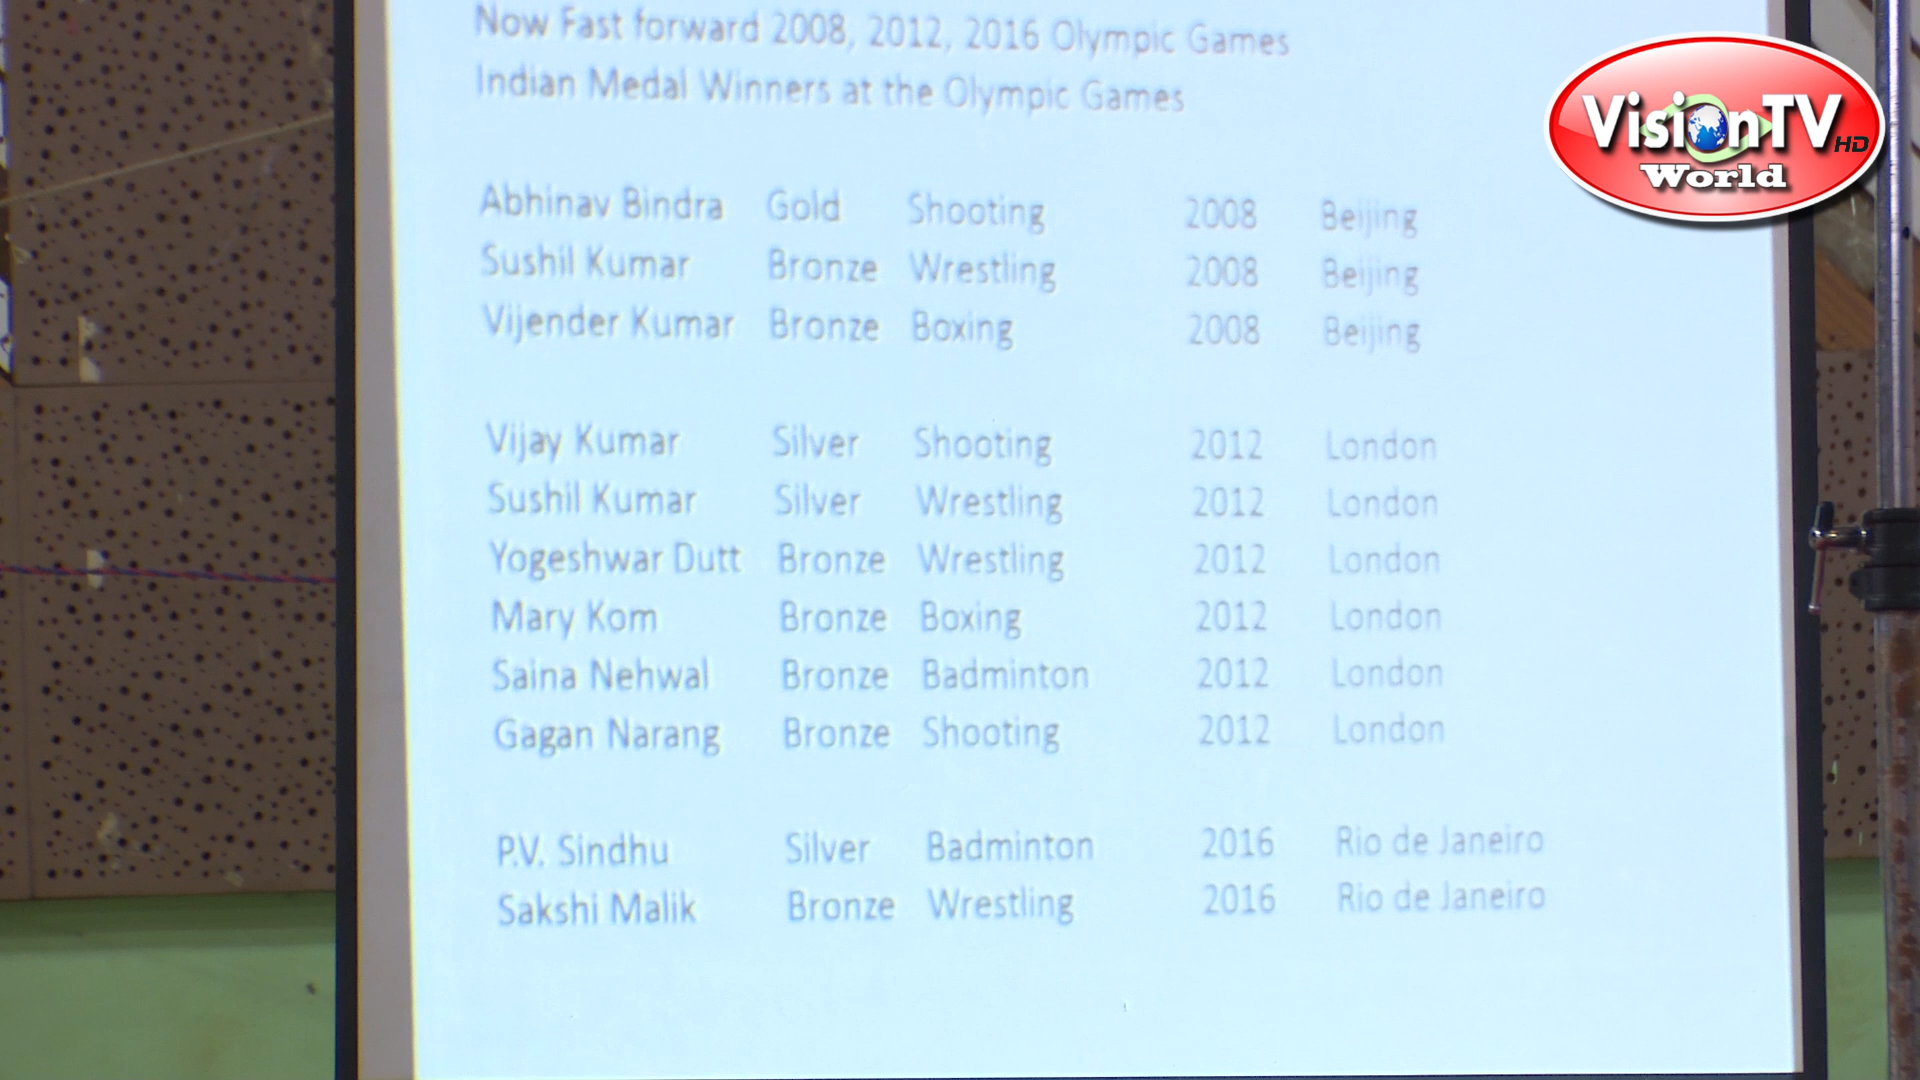 Now Fast forward 2008, 2012, 2016 Olympic Games
Indian Medal Winners at the Olympic Games
Abhinav Bindra Gold Shooting 2008 Beijing
Sushil Kumar Bronze Wrestling 2008 Beijing
Vijender Kumar Bronze Boxing 2008 Beijing
Vijay Kumar Silver Shooting 2012 London
Sushil Kumar Silver Wrestling 2012 London
Yogeshwar Dutt Bronze Wrestling 2012 London
Mary Kom Bronze Boxing 2012 London
Saina Nehwal Bronze Badminton 2012 London
Gagan Narang Bronze Shooting 2012 London
P.V. Sindhu Silver Badminton 2016 Rio de Janeiro
Sakshi Malik Bronze Wrestling 2016 Rio de Janeiro
VisionTV HD
World